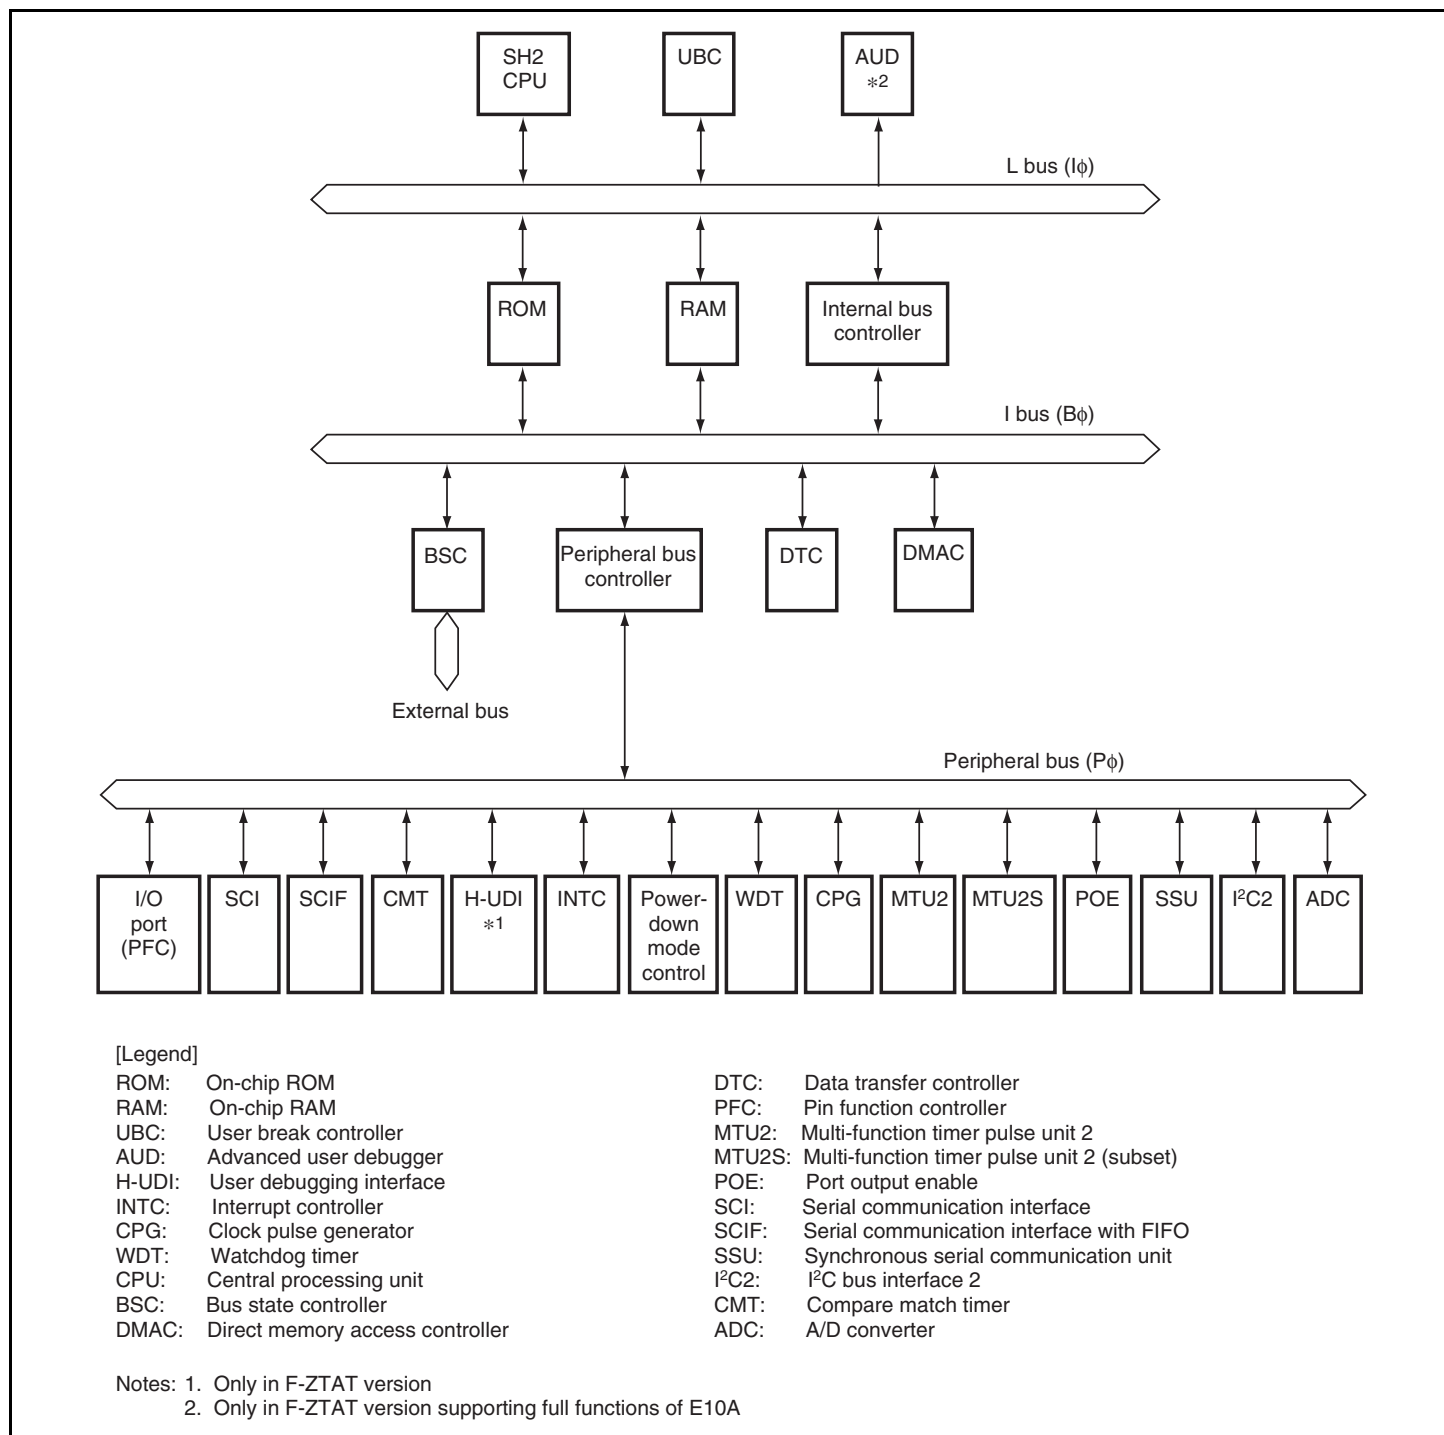 SH2
CPU
UBC
AUD
*2
L bus (Iϕ)
ROM
RAM
Internal bus
controller
I bus (Bϕ)
BSC
Peripheral bus
controller
DTC
DMAC
External bus
Peripheral bus (Pϕ)
I/O
port
(PFC)
SCI
SCIF
CMT
H-UDI
*1
INTC
Power-
down
mode
control
WDT
CPG
MTU2
MTU2S
POE
SSU
I²C2
ADC
[Legend]
ROM: On-chip ROM
RAM: On-chip RAM
UBC: User break controller
AUD: Advanced user debugger
H-UDI: User debugging interface
INTC: Interrupt controller
CPG: Clock pulse generator
WDT: Watchdog timer
CPU: Central processing unit
BSC: Bus state controller
DMAC: Direct memory access controller
DTC: Data transfer controller
PFC: Pin function controller
MTU2: Multi-function timer pulse unit 2
MTU2S: Multi-function timer pulse unit 2 (subset)
POE: Port output enable
SCI: Serial communication interface
SCIF: Serial communication interface with FIFO
SSU: Synchronous serial communication unit
I²C2: I²C bus interface 2
CMT: Compare match timer
ADC: A/D converter
Notes: 1. Only in F-ZTAT version
2. Only in F-ZTAT version supporting full functions of E10A